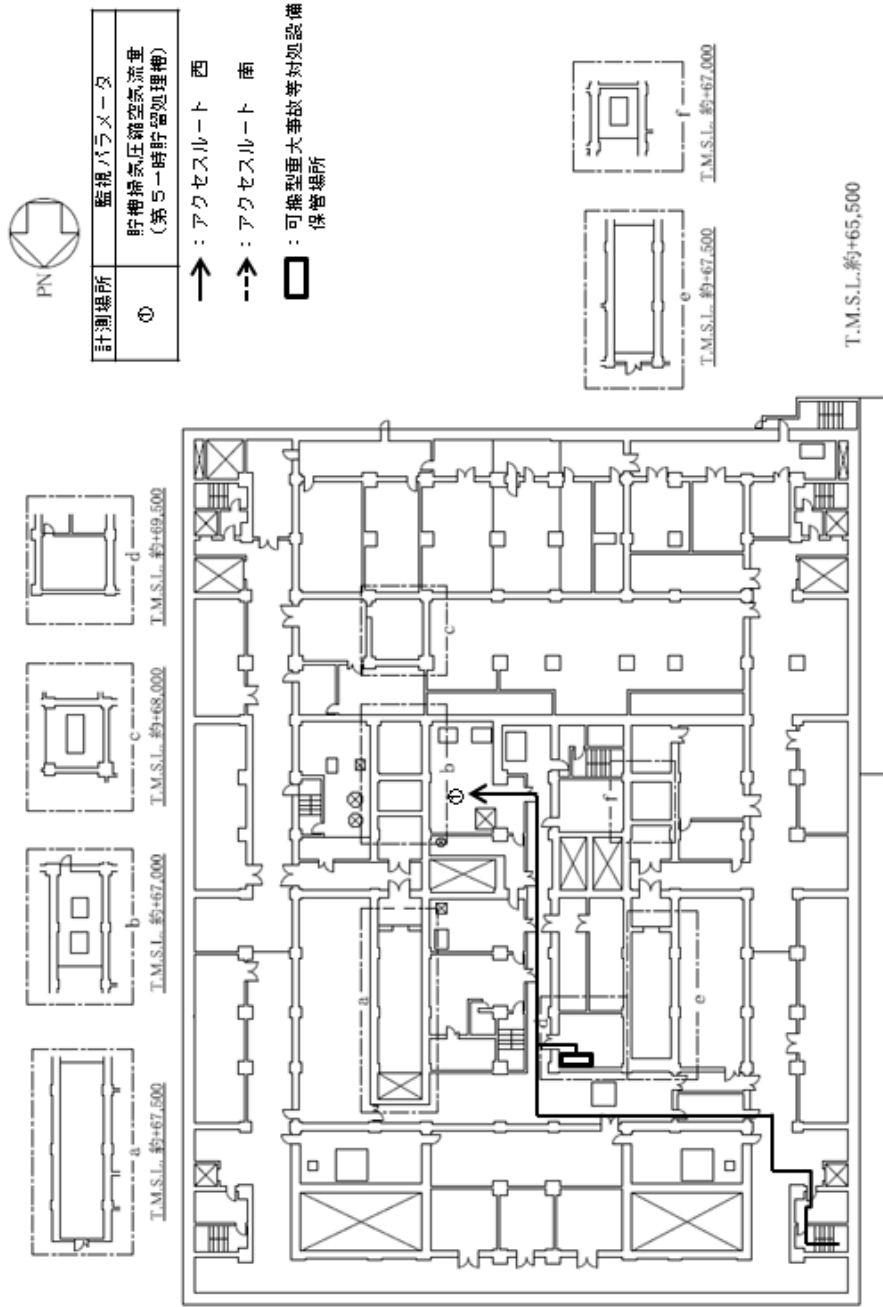 PN
計測場所
監視パラメータ
①
貯槽掃気圧縮空気流量
(第5一時貯留処理槽)
: アクセスルート 西
: アクセスルート 南
: 可搬型重大事故等対処設備
保管場所
a
T.M.S.L. 約+67,500
b
T.M.S.L. 約+67,000
c
T.M.S.L. 約+68,000
d
T.M.S.L. 約+69,500
e
T.M.S.L. 約+67,500
f
T.M.S.L. 約+67,000
a
b
c
①
d
e
f
T.M.S.L.約+65,500